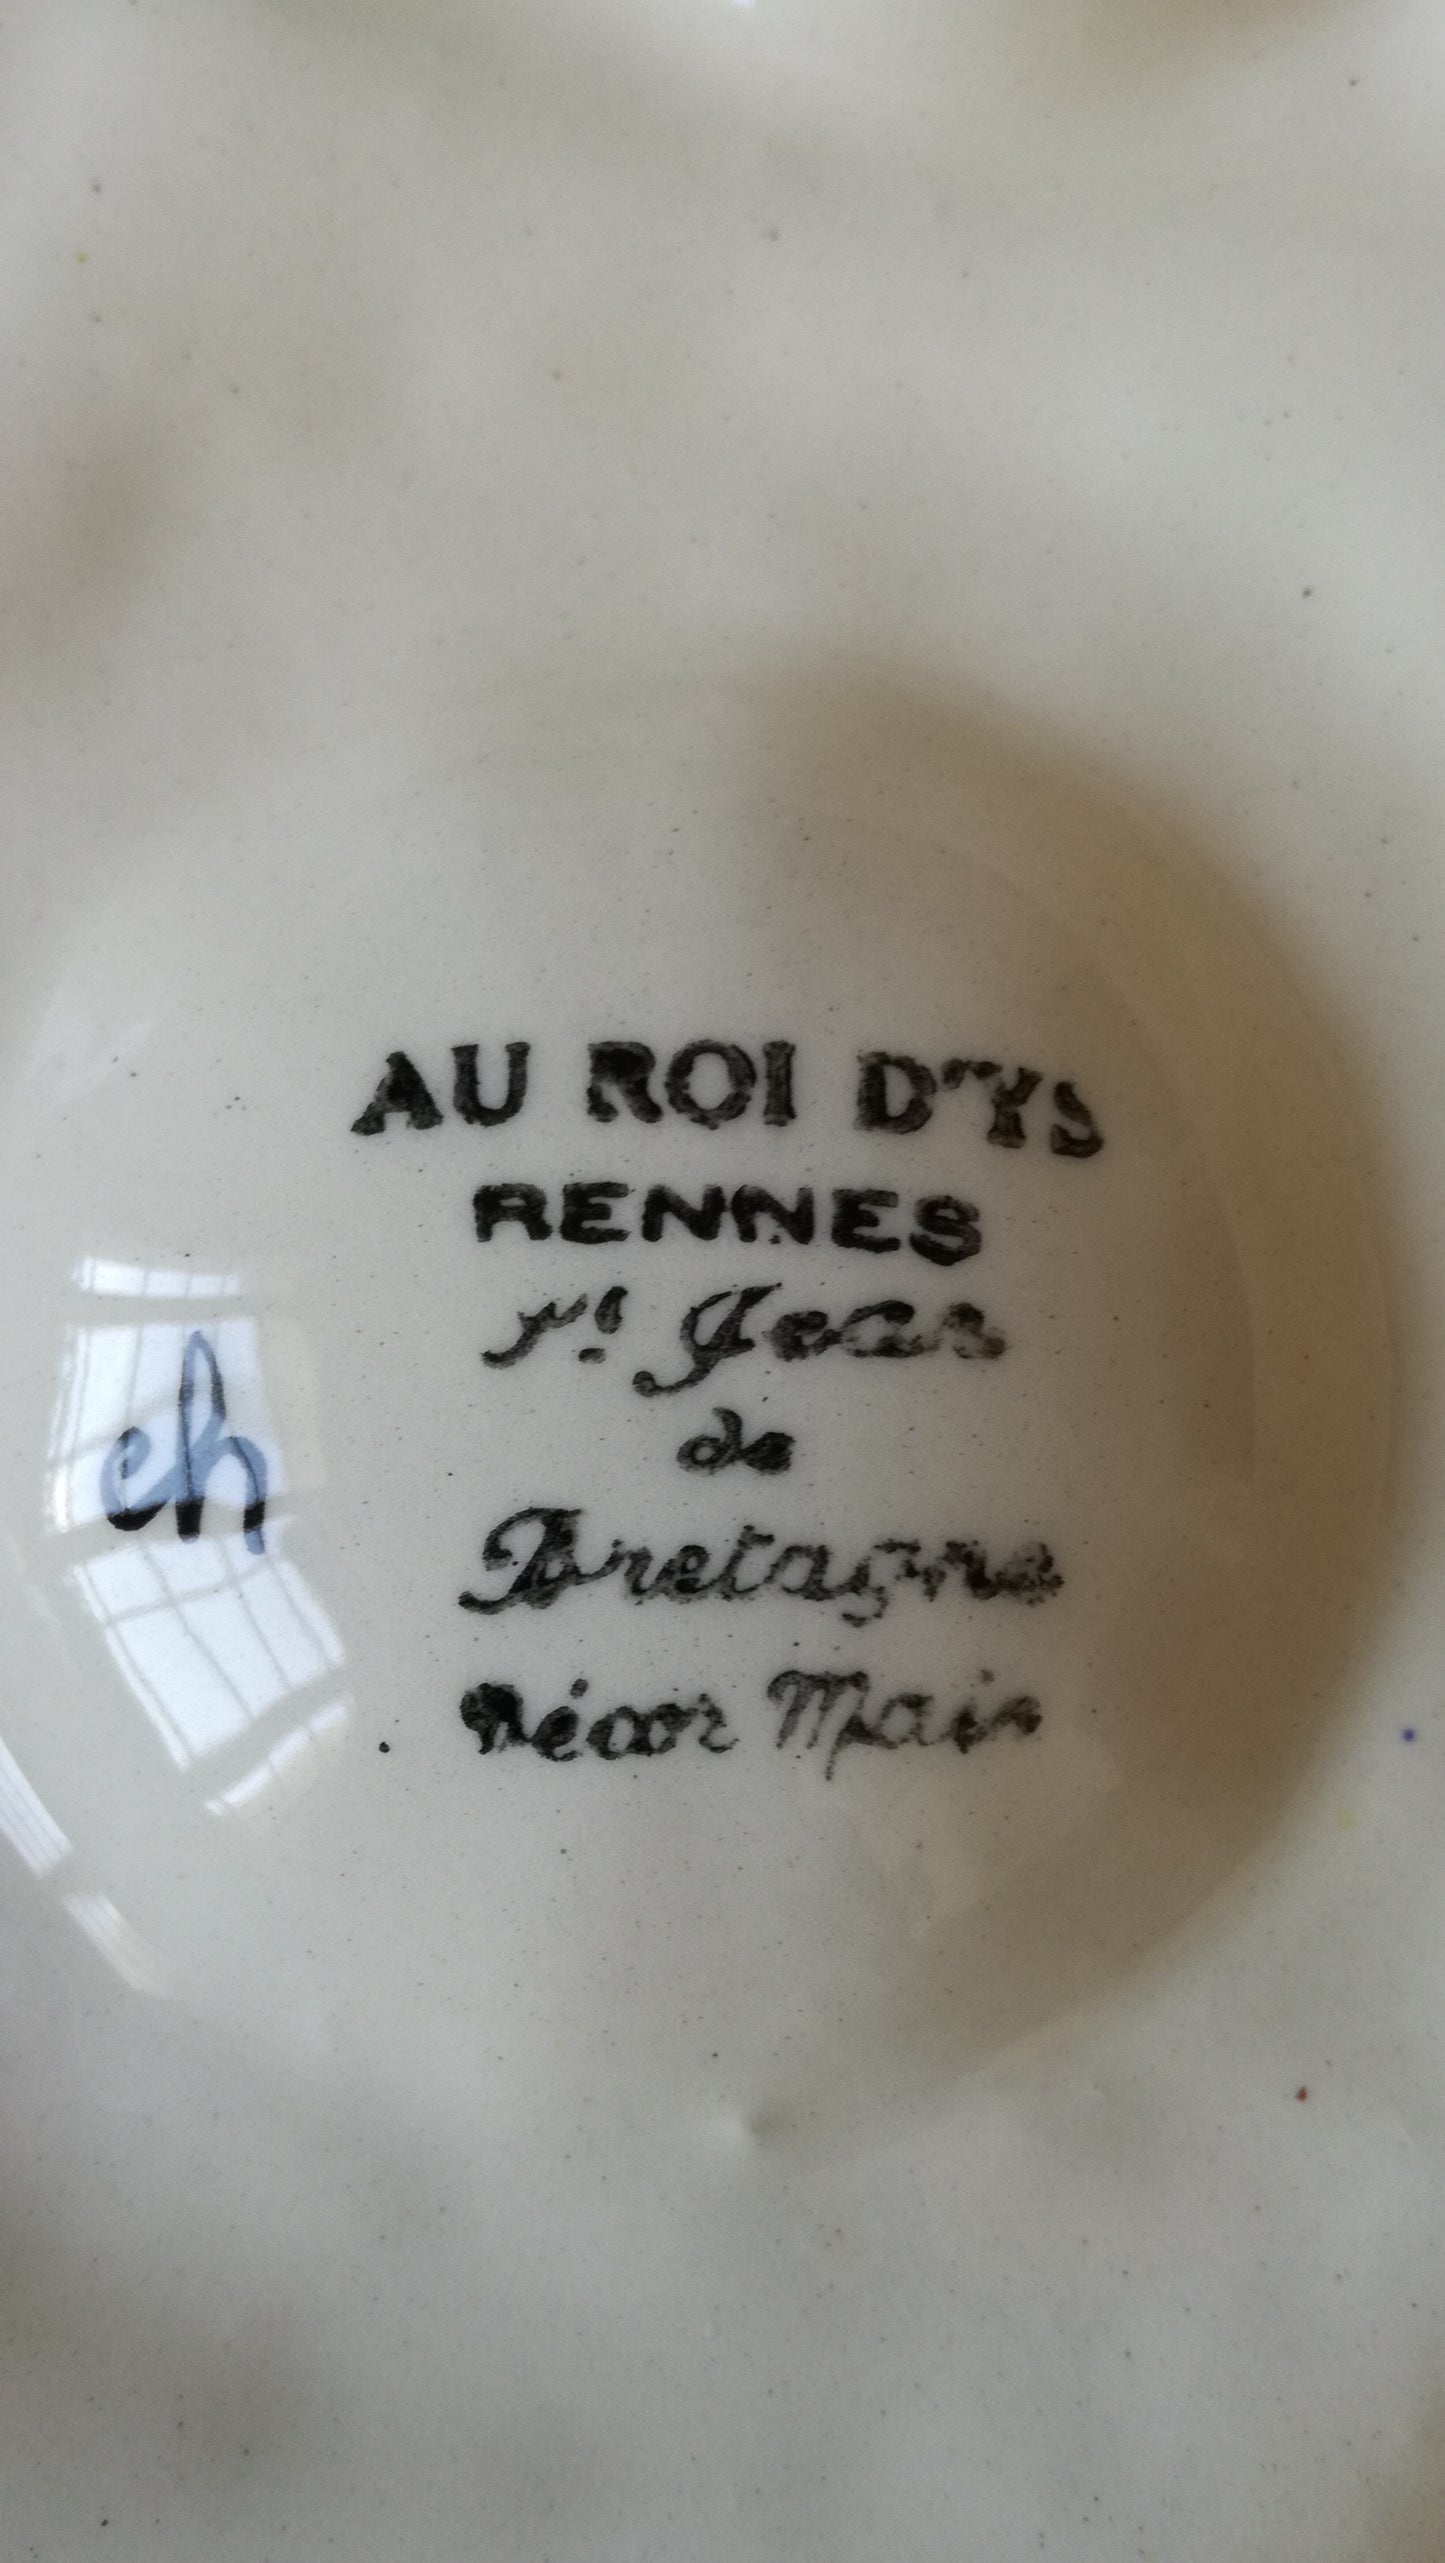 AU ROI D'YS
RENNES
St Jean
de
Bretagne
Décor Main
eh